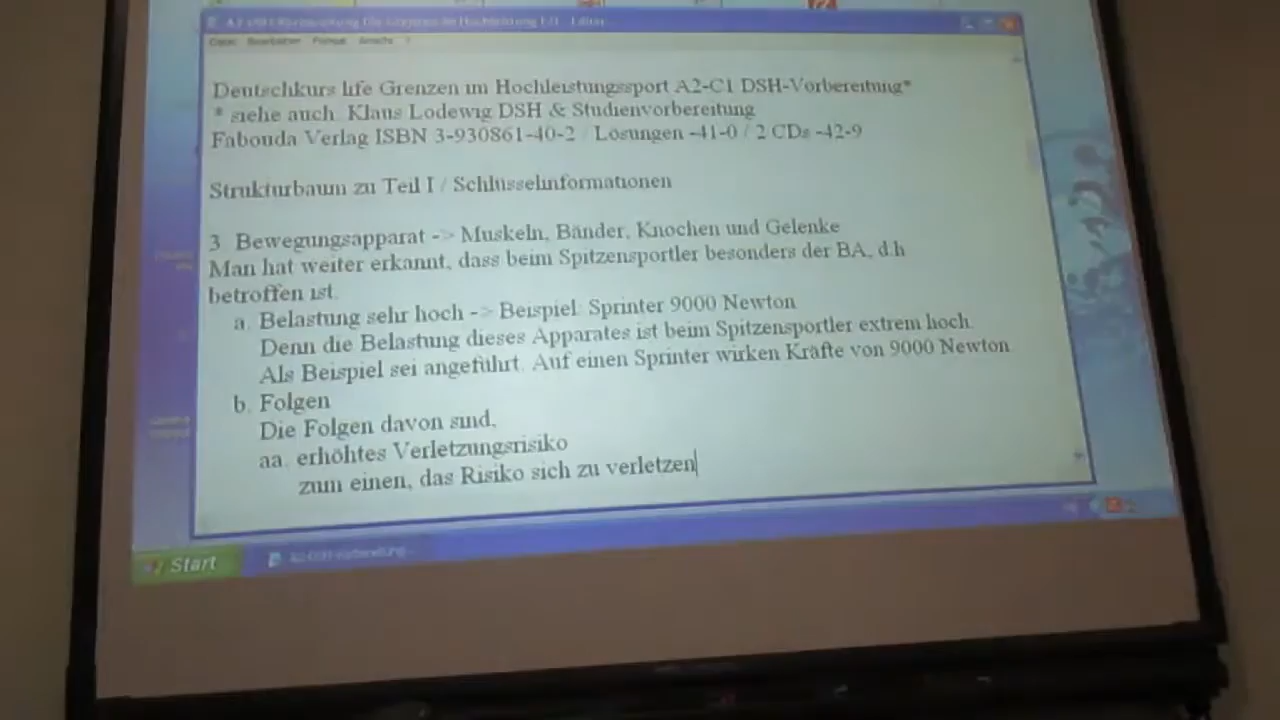 Deutschkurs life Grenzen im Hochleistungssport A2-C1 DSH-Vorbereitung*
* siehe auch: Klaus Lodewig DSH & Studienvorbereitung
Fabouda Verlag ISBN 3-930861-40-2 / Lösungen -41-0 / 2 CDs -42-9
Strukturbaum zu Teil I / Schlüsselinformationen
3. Bewegungsapparat -> Muskeln, Bänder, Knochen und Gelenke
Man hat weiter erkannt, dass beim Spitzensportler besonders der BA, d.h
betroffen ist.
a. Belastung sehr hoch -> Beispiel: Sprinter 9000 Newton
Denn die Belastung dieses Apparates ist beim Spitzensportler extrem hoch.
Als Beispiel sei angeführt: Auf einen Sprinter wirken Kräfte von 9000 Newton.
b. Folgen
Die Folgen davon sind,
aa. erhöhtes Verletzungsrisiko
zum einen, das Risiko sich zu verletzen
Start